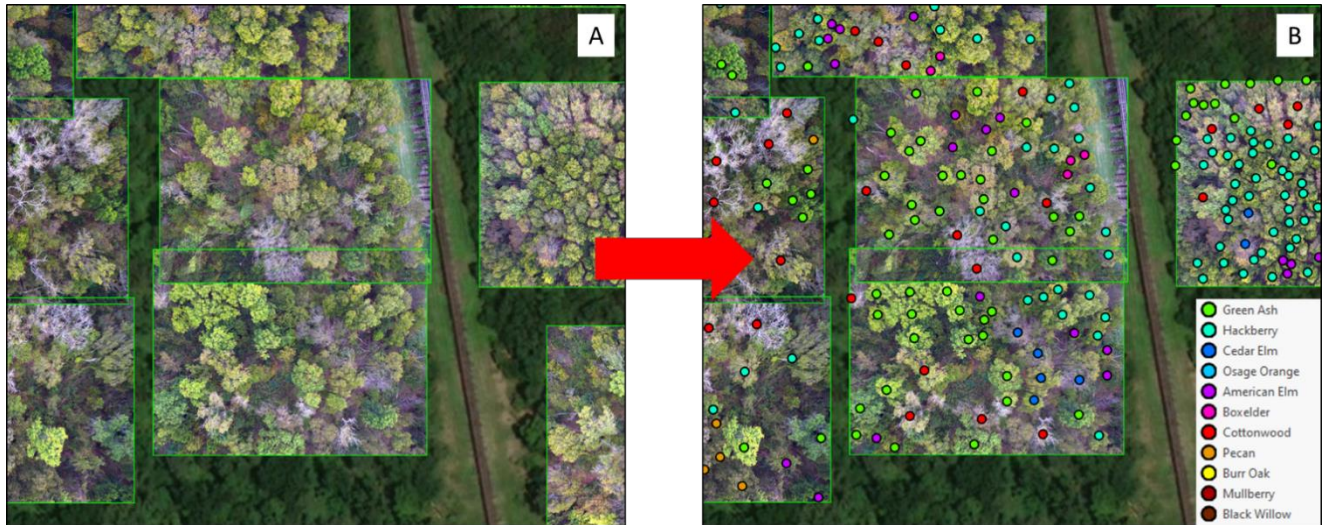 A
B
Green Ash
Hackberry
Cedar Elm
Osage Orange
American Elm
Boxelder
Cottonwood
Pecan
Burr Oak
Mullberry
Black Willow